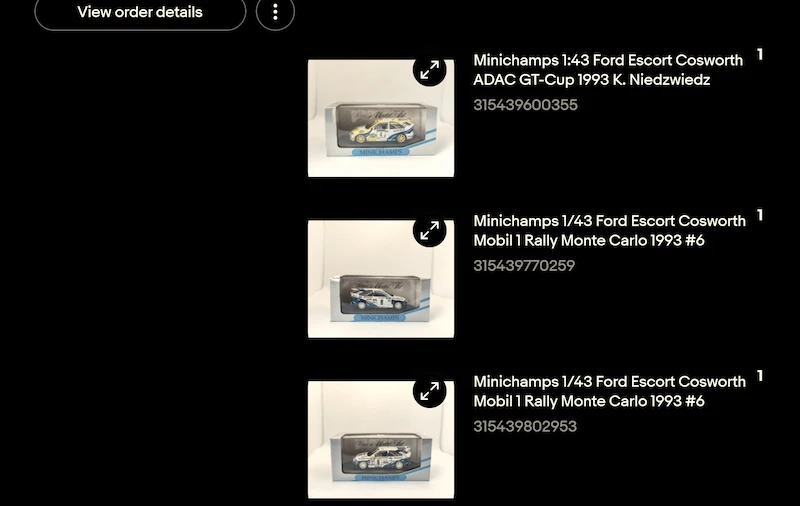 View order details
Minichamps 1:43 Ford Escort Cosworth
ADAC GT-Cup 1993 K. Niedzwiedz
1
315439600355
MINICHAMPS
Minichamps 1/43 Ford Escort Cosworth
Mobil 1 Rally Monte Carlo 1993 #6
1
315439770259
MINICHAMPS
Minichamps 1/43 Ford Escort Cosworth
Mobil 1 Rally Monte Carlo 1993 #6
1
315439802953
MINICHAMPS